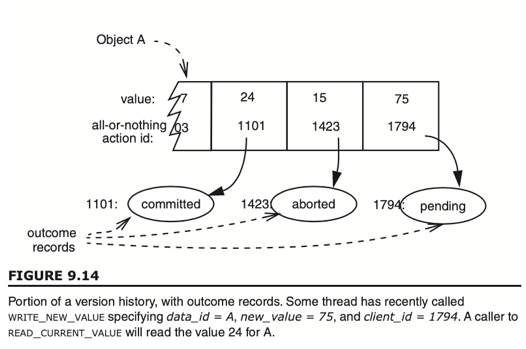 Object A
value: 7 24 15 75
all-or-nothing action id: 03 1101 1423 1794
1101: committed 1423: aborted 1794: pending
outcome records
FIGURE 9.14
Portion of a version history, with outcome records. Some thread has recently called
WRITE_NEW_VALUE specifying data_id = A, new_value = 75, and client_id = 1794. A caller to
READ_CURRENT_VALUE will read the value 24 for A.